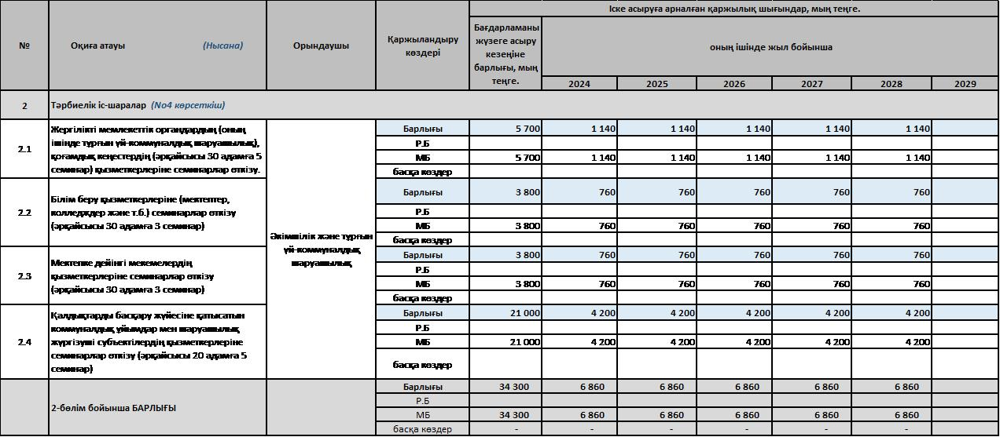 Іске асыруға арналған қаржылық шығындар, мың теңге.
№ Оқиға атауы (Нысана) Орындаушы Қаржыландыру көздері Бағдарламаны жүзеге асыру кезеңіне барлығы, мың теңге. оның ішінде жыл бойынша
2024 2025 2026 2027 2028 2029
2 Тәрбиелік іс-шаралар (No4 көрсеткіш)
2.1
Жергілікті мемлекеттік органдардың (оның
ішінде тұрғын үй-коммуналдық шаруашылық),
қоғамдық кеңестердің (әрқайсысы 30 адамға 5
семинар) қызметкерлеріне семинарлар өткізу.
Әкімшілік және тұрғын
үй-коммуналдық
шаруашылық
Барлығы 5 700 1 140 1 140 1 140 1 140 1 140
Р.Б
МБ 5 700 1 140 1 140 1 140 1 140 1 140
басқа көздер
2.2
Білім беру қызметкерлеріне (мектептер,
колледждер және т.б.) семинарлар өткізу
(әрқайсысы 30 адамға 3 семинар)
Барлығы 3 800 760 760 760 760 760
Р.Б
МБ 3 800 760 760 760 760 760
басқа көздер
2.3
Мектепке дейінгі мекемелердің
қызметкерлеріне семинарлар өткізу
(әрқайсысы 30 адамға 3 семинар)
Барлығы 3 800 760 760 760 760 760
Р.Б
МБ 3 800 760 760 760 760 760
басқа көздер
2.4
Қалдықтарды басқару жүйесіне қатысатын
коммуналдық ұйымдар мен шаруашылық
жүргізуші субъектілердің қызметкерлеріне
семинарлар өткізу (әрқайсысы 20 адамға 5
семинар)
Барлығы 21 000 4 200 4 200 4 200 4 200 4 200
Р.Б
МБ 21 000 4 200 4 200 4 200 4 200 4 200
басқа көздер
2-бөлім бойынша БАРЛЫҒЫ
Барлығы 34 300 6 860 6 860 6 860 6 860 6 860
Р.Б
МБ 34 300 6 860 6 860 6 860 6 860 6 860
басқа көздер - - - - - -